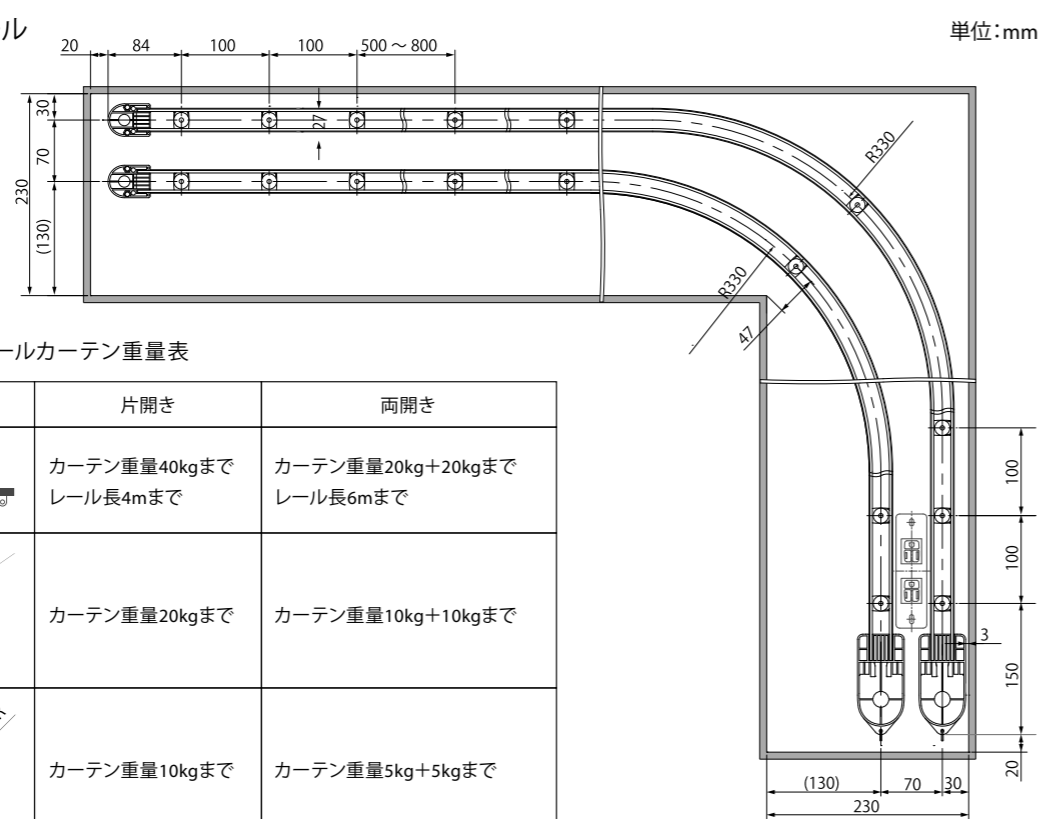 ル
単位：mm
20
84
100
100
500 ～ 800
30
70
(130)
230
27
R330
R330
47
100
100
150
20
3
(130)
70
30
230
ールカーテン重量表
片開き
両開き
カーテン重量40kgまで
レール長4mまで
カーテン重量20kg＋20kgまで
レール長6mまで
カーテン重量20kgまで
カーテン重量10kg＋10kgまで
カーテン重量10kgまで
カーテン重量5kg＋5kgまで